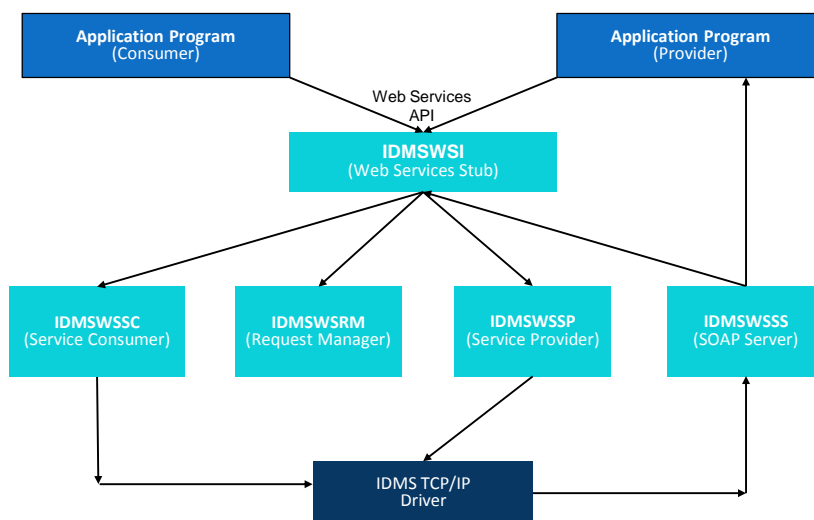 Application Program
(Consumer)
Application Program
(Provider)
Web Services
API
IDMSWSI
(Web Services Stub)
IDMSWSSC
(Service Consumer)
IDMSWSRM
(Request Manager)
IDMSWSSP
(Service Provider)
IDMSWSSS
(SOAP Server)
IDMS TCP/IP
Driver